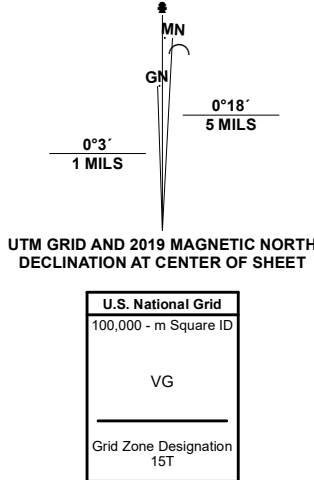 MN
GN
0°18´
5 MILS
0°3´
1 MILS
UTM GRID AND 2019 MAGNETIC NORTH
DECLINATION AT CENTER OF SHEET
U.S. National Grid
100,000 - m Square ID
VG
Grid Zone Designation
15T